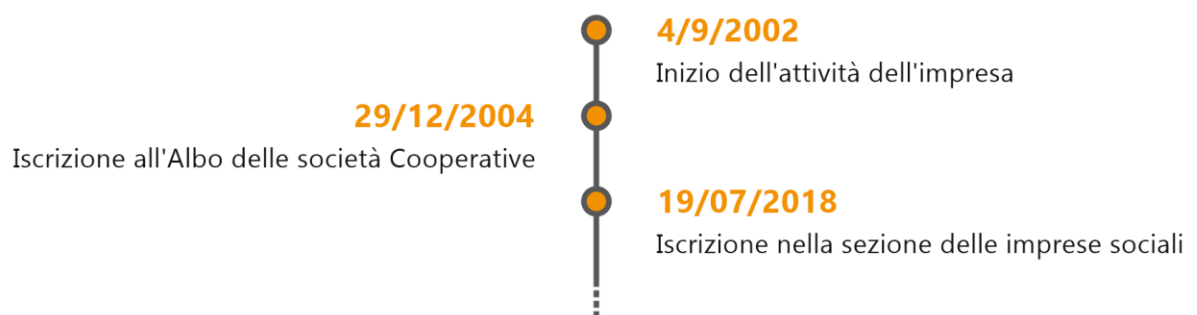 4/9/2002
Inizio dell'attività dell'impresa
29/12/2004
Iscrizione all'Albo delle società Cooperative
19/07/2018
Iscrizione nella sezione delle imprese sociali